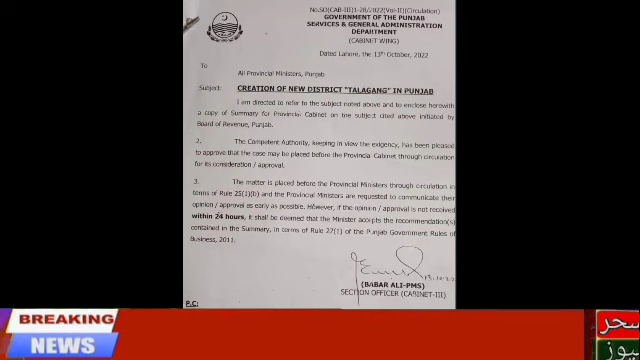 No.SO(CAB-III)1-28/2022(Vol-II)(Circulation)
GOVERNMENT OF THE PUNJAB
SERVICES & GENERAL ADMINISTRATION
DEPARTMENT
(CABINET WING)
Dated Lahore, the 13th October, 2022
To
All Provincial Ministers, Punjab
Subject: CREATION OF NEW DISTRICT "TALAGANG" IN PUNJAB
I am directed to refer to the subject noted above and to enclose herewith
a copy of Summary for Provincial Cabinet on the subject cited above initiated by
Board of Revenue, Punjab.
2. The Competent Authority, keeping in view the exigency, has been pleased
to approve that the case may be placed before the Provincial Cabinet through circulation
for its consideration / approval.
3. The matter is placed before the Provincial Ministers through circulation in
terms of Rule 25(1)(b) and the Provincial Ministers are requested to communicate their
opinion / approval as early as possible. However, if the opinion / approval is not received
within 24 hours, it shall be deemed that the Minister accepts the recommendation(s)
contained in the Summary, in terms of Rule 27(1) of the Punjab Government Rules of
Business, 2011.
13.10.22
(BABAR ALI-PMS)
SECTION OFFICER (CABINET-III)
P.C:
BREAKING
NEWS
سحر
نیوز